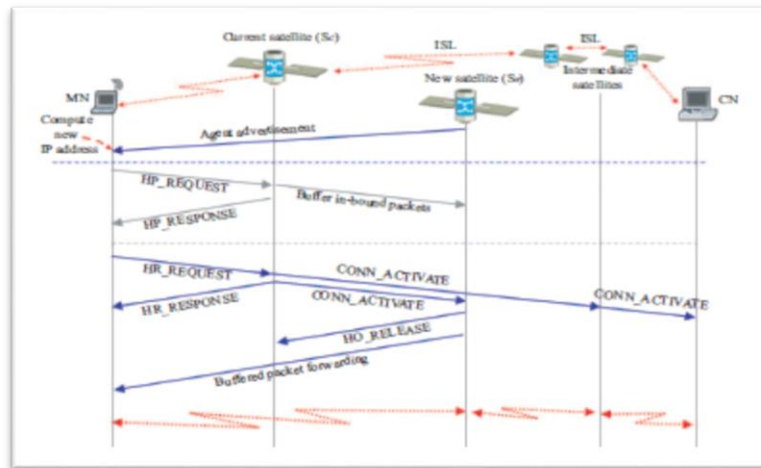 Current satellite (Sc)
ISL
ISL
MN
New satellite (Sn)
Intermediate
satellites
CN
Compute
new
IP address
Agent advertisement
HP_REQUEST
Buffer in-bound packets
HP_RESPONSE
HR_REQUEST
CONN_ACTIVATE
CONN_ACTIVATE
CONN_ACTIVATE
HR_RESPONSE
HO_RELEASE
Buffered packet forwarding